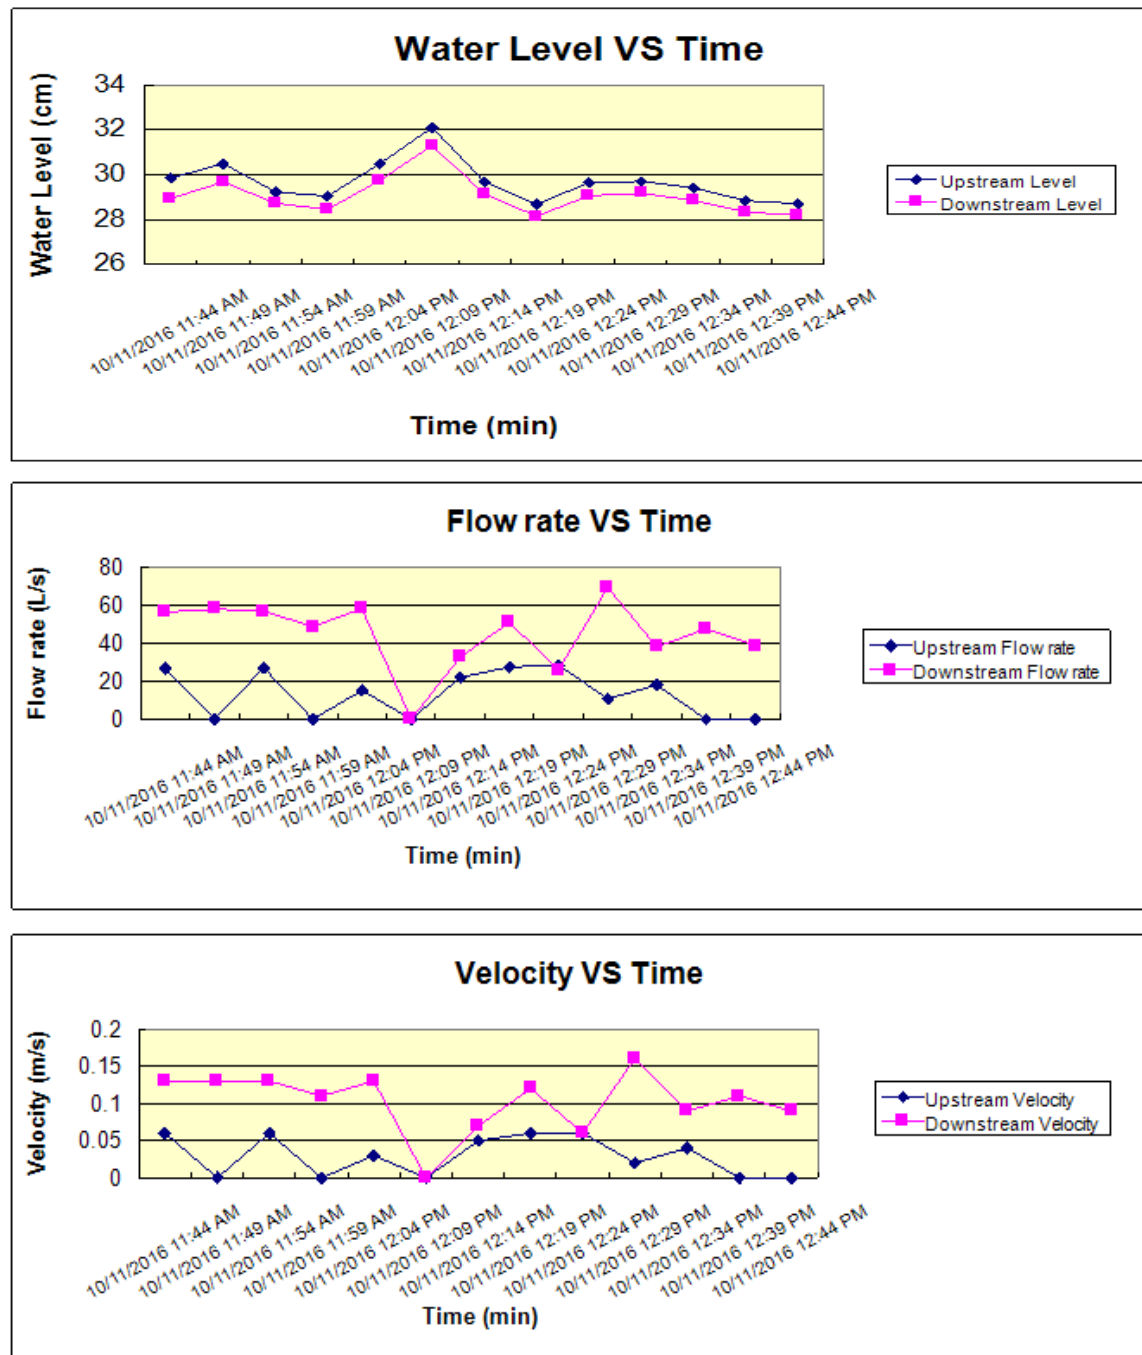 Water Level VS Time
Water Level (cm)
34
32
30
28
26
10/11/2016 11:44 AM
10/11/2016 11:49 AM
10/11/2016 11:54 AM
10/11/2016 11:59 AM
10/11/2016 12:04 PM
10/11/2016 12:09 PM
10/11/2016 12:14 PM
10/11/2016 12:19 PM
10/11/2016 12:24 PM
10/11/2016 12:29 PM
10/11/2016 12:34 PM
10/11/2016 12:39 PM
10/11/2016 12:44 PM
Time (min)
Upstream Level
Downstream Level
Flow rate VS Time
Flow rate (L/s)
80
60
40
20
0
10/11/2016 11:44 AM
10/11/2016 11:49 AM
10/11/2016 11:54 AM
10/11/2016 11:59 AM
10/11/2016 12:04 PM
10/11/2016 12:09 PM
10/11/2016 12:14 PM
10/11/2016 12:19 PM
10/11/2016 12:24 PM
10/11/2016 12:29 PM
10/11/2016 12:34 PM
10/11/2016 12:39 PM
10/11/2016 12:44 PM
Time (min)
Upstream Flow rate
Downstream Flow rate
Velocity VS Time
Velocity (m/s)
0.2
0.15
0.1
0.05
0
10/11/2016 11:44 AM
10/11/2016 11:49 AM
10/11/2016 11:54 AM
10/11/2016 11:59 AM
10/11/2016 12:04 PM
10/11/2016 12:09 PM
10/11/2016 12:14 PM
10/11/2016 12:19 PM
10/11/2016 12:24 PM
10/11/2016 12:29 PM
10/11/2016 12:34 PM
10/11/2016 12:39 PM
10/11/2016 12:44 PM
Time (min)
Upstream Velocity
Downstream Velocity